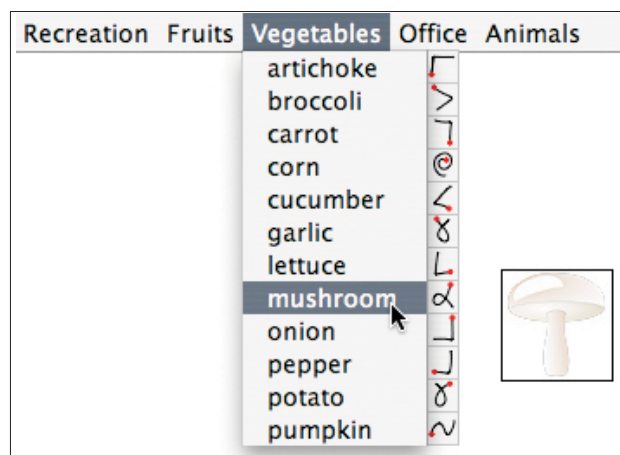 Recreation Fruits Vegetables Office Animals
artichoke
broccoli
carrot
corn
cucumber
garlic
lettuce
mushroom
onion
pepper
potato
pumpkin